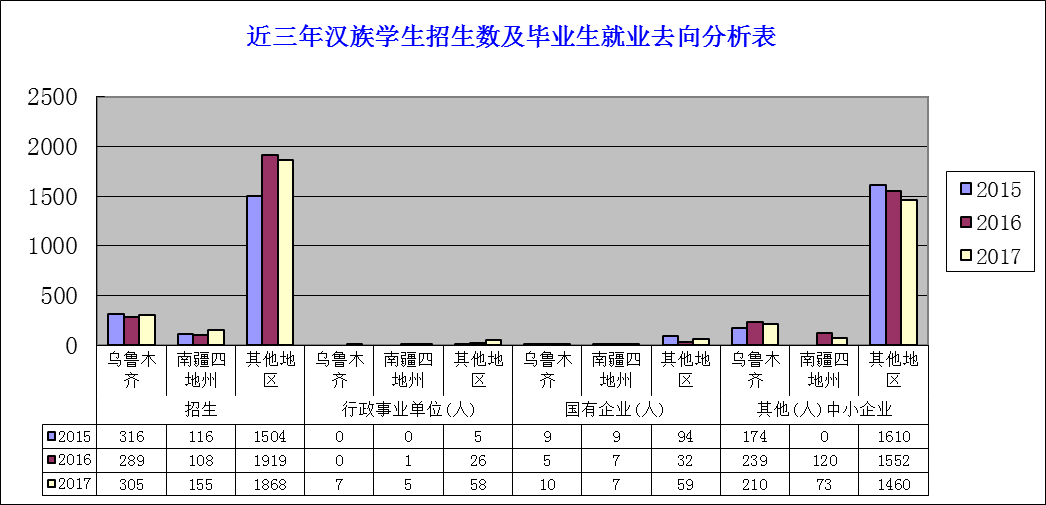 近三年汉族学生招生数及毕业生就业去向分析表
2500
2000
1500
1000
500
0
2015
2016
2017
乌鲁木齐 南疆四地州 其他地区 乌鲁木齐 南疆四地州 其他地区 乌鲁木齐 南疆四地州 其他地区 乌鲁木齐 南疆四地州 其他地区
招生 行政事业单位(人) 国有企业(人) 其他(人)中小企业
2015 316 116 1504 0 0 5 9 9 94 174 0 1610
2016 289 108 1919 0 1 26 5 7 32 239 120 1552
2017 305 155 1868 7 5 58 10 7 59 210 73 1460